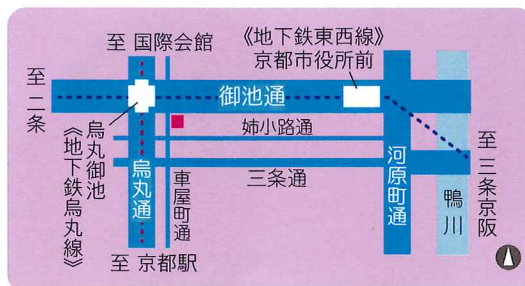 至 国際会館
《地下鉄東西線》
京都市役所前
至 二条
御池通
烏丸御池
《地下鉄烏丸線》
烏丸通
車屋町通
姉小路通
三条通
河原町通
鴨川
至 三条京阪
至 京都駅